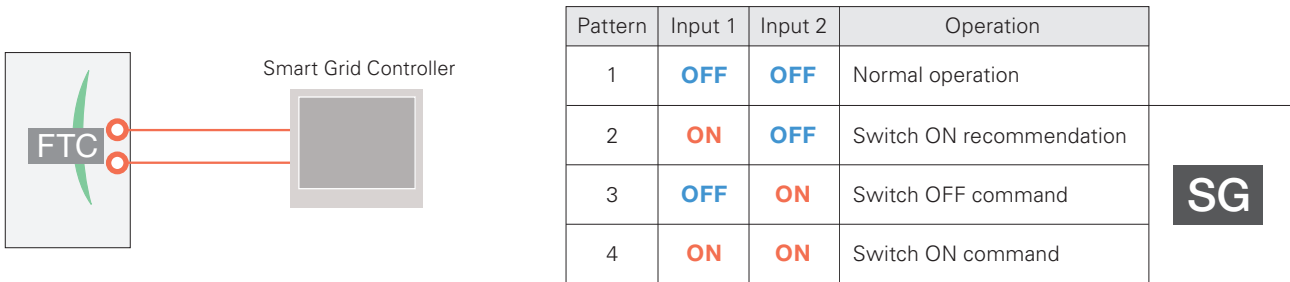 Smart Grid Controller
FTC
Pattern Input 1 Input 2 Operation
1 OFF OFF Normal operation
2 ON OFF Switch ON recommendation
3 OFF ON Switch OFF command
4 ON ON Switch ON command
SG